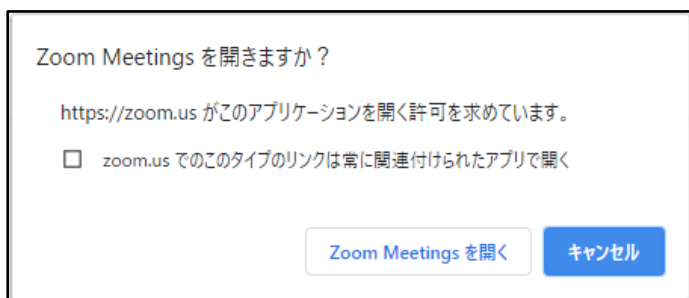 Zoom Meetings を開きますか？
https://zoom.us がこのアプリケーションを開く許可を求めています。
zoom.us でのこのタイプのリンクは常に関連付けられたアプリで開く
Zoom Meetings を開く
キャンセル